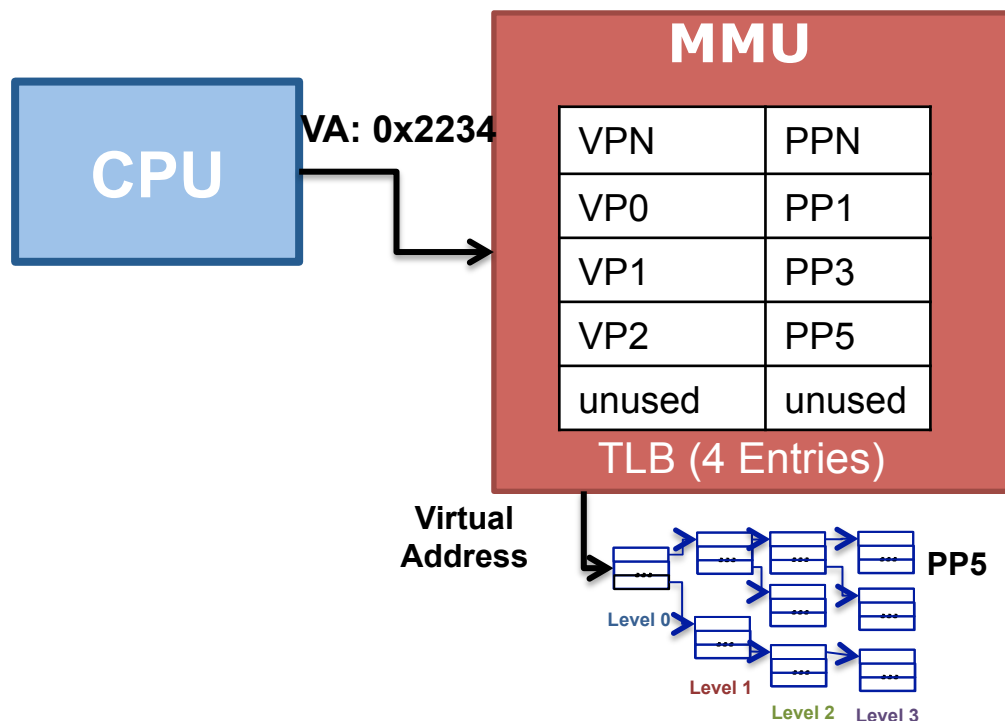 MMU
CPU
VA: 0x2234
VPN PPN
VP0 PP1
VP1 PP3
VP2 PP5
unused unused
TLB (4 Entries)
Virtual
Address
PP5
Level 0
Level 1
Level 2
Level 3